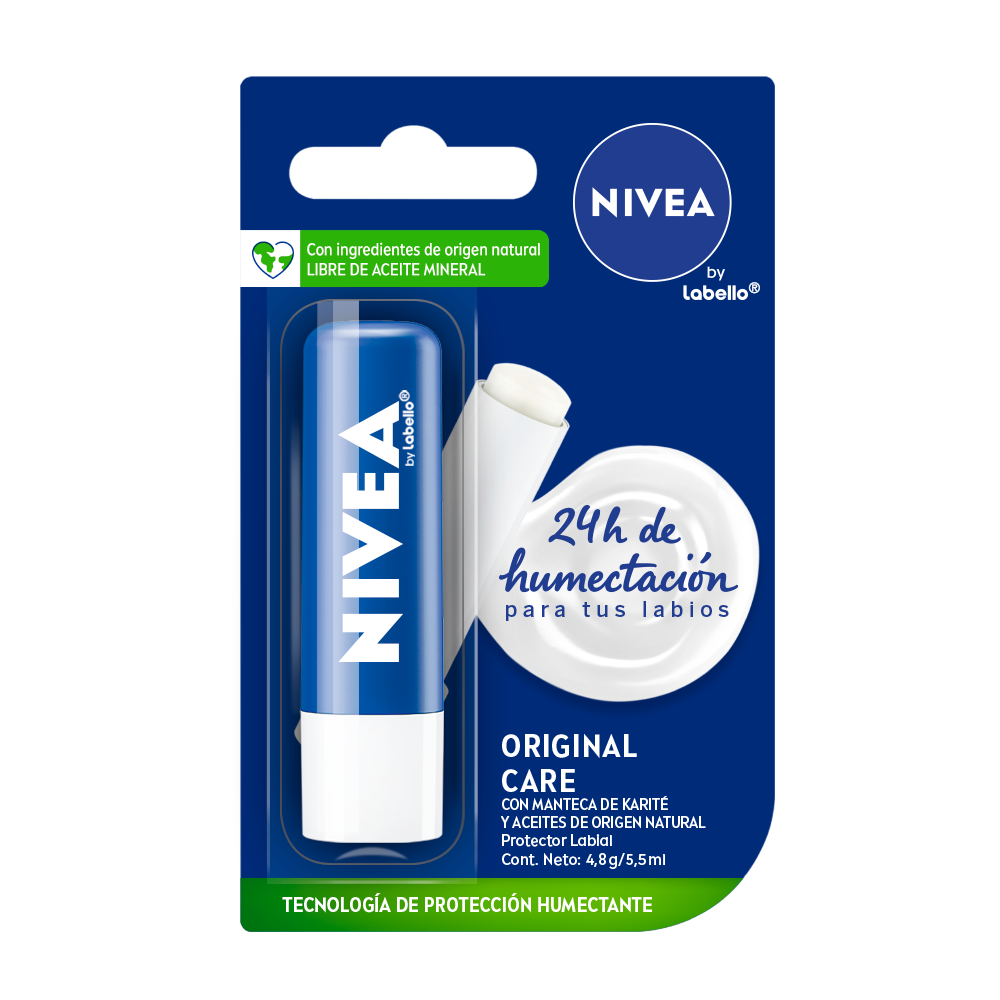 NIVEA
by
Labello®
Con ingredientes de origen natural
LIBRE DE ACEITE MINERAL
NIVEA
by Labello®
24h de
humectación
para tus labios
ORIGINAL
CARE
CON MANTECA DE KARITÉ
Y ACEITES DE ORIGEN NATURAL
Protector Labial
Cont. Neto: 4,8g/5,5ml
TECNOLOGÍA DE PROTECCIÓN HUMECTANTE